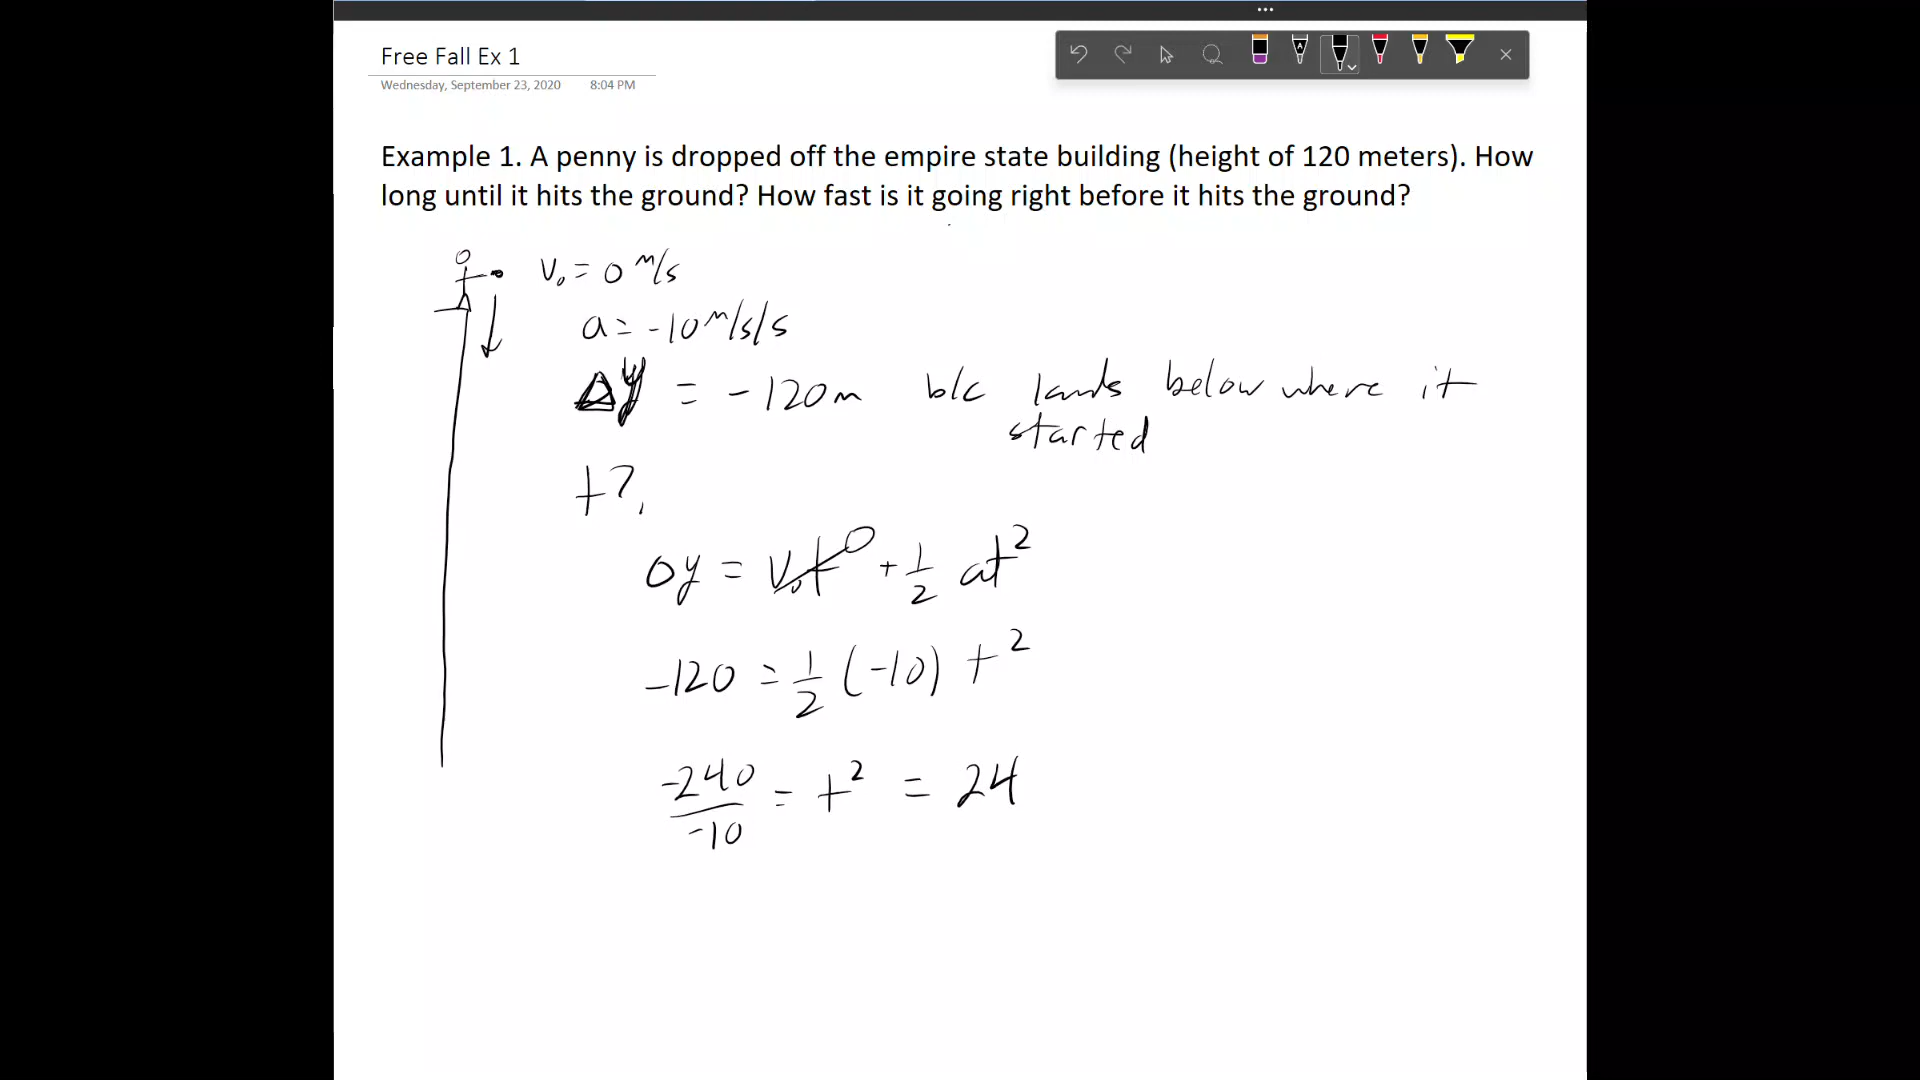 Free Fall Ex 1
Wednesday, September 23, 2020 8:04 PM
Example 1. A penny is dropped off the empire state building (height of 120 meters). How
long until it hits the ground? How fast is it going right before it hits the ground?
v₀ = 0 m/s
a = -10 m/s/s
Δy = -120m b/c lands below where it
started
t?
Δy = v₀t 0 + 1/2 at²
-120 = 1/2 (-10) t²
-240/-10 = t² = 24